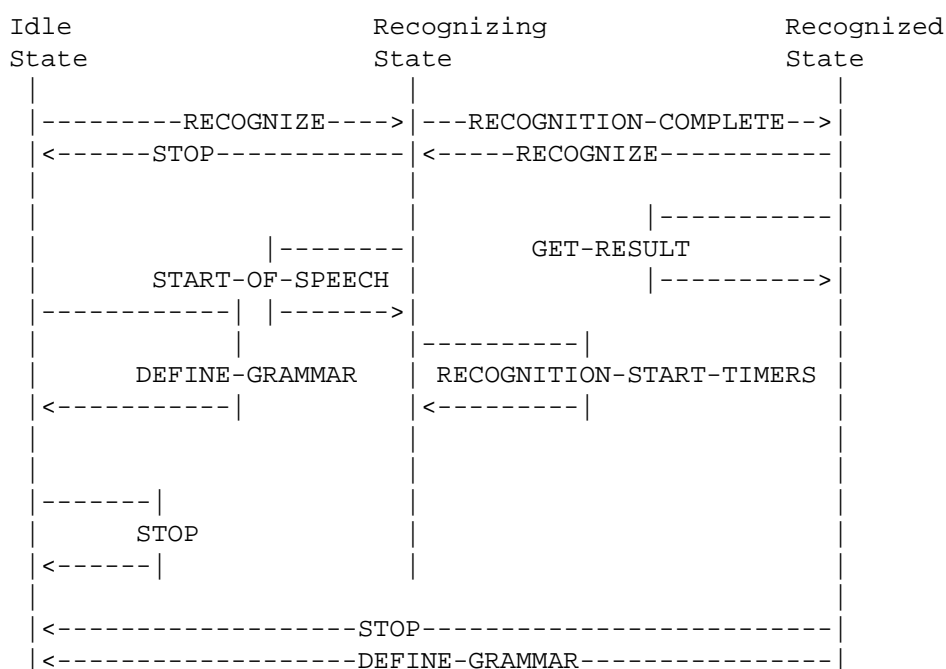 Idle Recognizing Recognized
State State State
RECOGNIZE RECOGNITION-COMPLETE
STOP RECOGNIZE
GET-RESULT
START-OF-SPEECH
DEFINE-GRAMMAR RECOGNITION-START-TIMERS
STOP
STOP
DEFINE-GRAMMAR